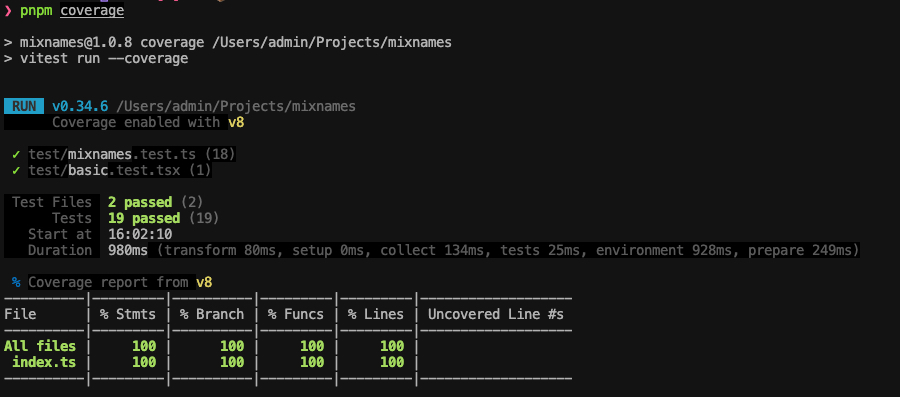 ❯ pnpm coverage
> mixnames@1.0.8 coverage /Users/admin/Projects/mixnames
> vitest run --coverage
RUN v0.34.6 /Users/admin/Projects/mixnames
Coverage enabled with v8
✓ test/mixnames.test.ts (18)
✓ test/basic.test.tsx (1)
Test Files 2 passed (2)
Tests 19 passed (19)
Start at 16:02:10
Duration 980ms (transform 80ms, setup 0ms, collect 134ms, tests 25ms, environment 928ms, prepare 249ms)
% Coverage report from v8
----------|---------|----------|---------|---------|-------------------
File      | % Stmts | % Branch | % Funcs | % Lines | Uncovered Line #s
----------|---------|----------|---------|---------|-------------------
All files |     100 |      100 |     100 |     100 |
 index.ts |     100 |      100 |     100 |     100 |
----------|---------|----------|---------|---------|-------------------